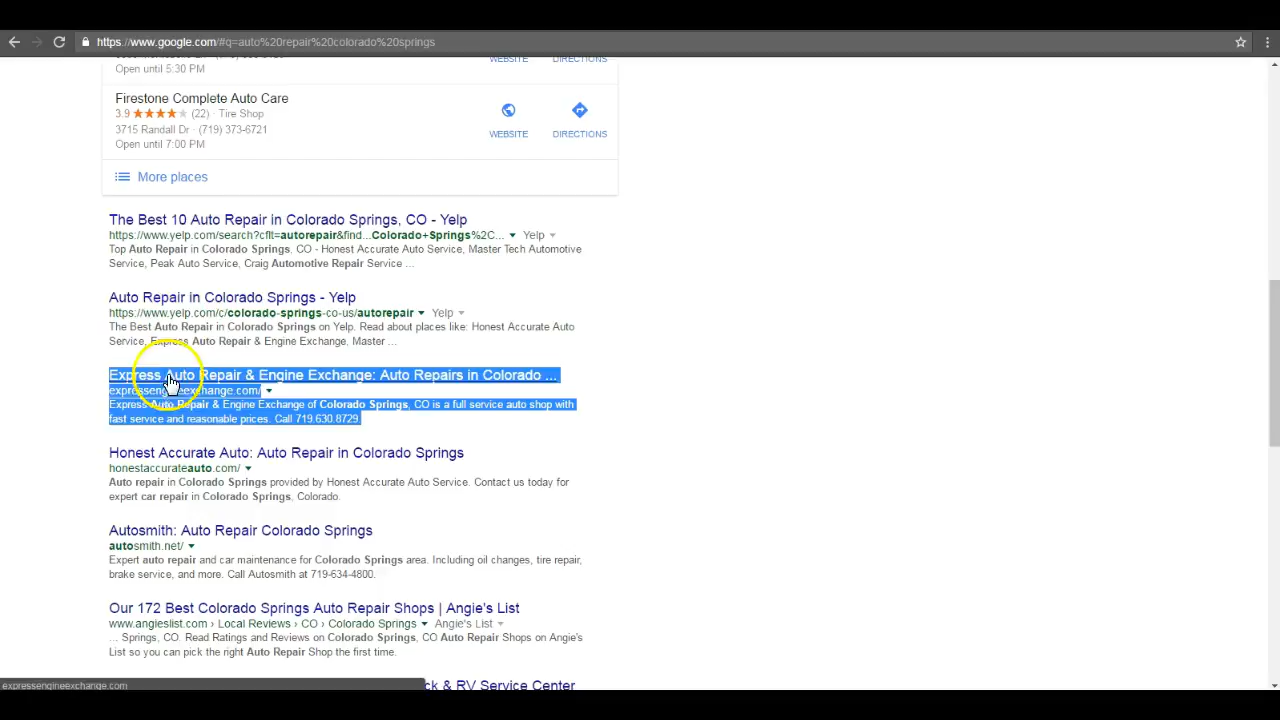 https://www.google.com/#q=auto%20repair%20colorado%20springs
Open until 5:30 PM
WEBSITE
DIRECTIONS
Firestone Complete Auto Care
3.9 ★★★★★ (22) · Tire Shop
3715 Randall Dr · (719) 373-6721
Open until 7:00 PM
WEBSITE
DIRECTIONS
More places
The Best 10 Auto Repair in Colorado Springs, CO - Yelp
https://www.yelp.com/search?cflt=autorepair&find...Colorado+Springs%2C... ▼ Yelp ▼
Top Auto Repair in Colorado Springs, CO - Honest Accurate Auto Service, Master Tech Automotive
Service, Peak Auto Service, Craig Automotive Repair Service ...
Auto Repair in Colorado Springs - Yelp
https://www.yelp.com/c/colorado-springs-co-us/autorepair ▼ Yelp ▼
The Best Auto Repair in Colorado Springs on Yelp. Read about places like: Honest Accurate Auto
Service, Express Auto Repair & Engine Exchange, Master ...
Express Auto Repair & Engine Exchange: Auto Repairs in Colorado ...
expressengineexchange.com/ ▼
Express Auto Repair & Engine Exchange of Colorado Springs, CO is a full service auto shop with
fast service and reasonable prices. Call 719.630.8729.
Honest Accurate Auto: Auto Repair in Colorado Springs
honestaccurateauto.com/ ▼
Auto repair in Colorado Springs provided by Honest Accurate Auto Service. Contact us today for
expert car repair in Colorado Springs, Colorado.
Autosmith: Auto Repair Colorado Springs
autosmith.net/ ▼
Expert auto repair and car maintenance for Colorado Springs area. Including oil changes, tire repair,
brake service, and more. Call Autosmith at 719-634-4800.
Our 172 Best Colorado Springs Auto Repair Shops | Angie's List
www.angieslist.com › Local Reviews › CO › Colorado Springs ▼ Angie's List ▼
... Springs, CO. Read Ratings and Reviews on Colorado Springs, CO Auto Repair Shops on Angie's
List so you can pick the right Auto Repair Shop the first time.
ck & RV Service Center
expressengineexchange.com